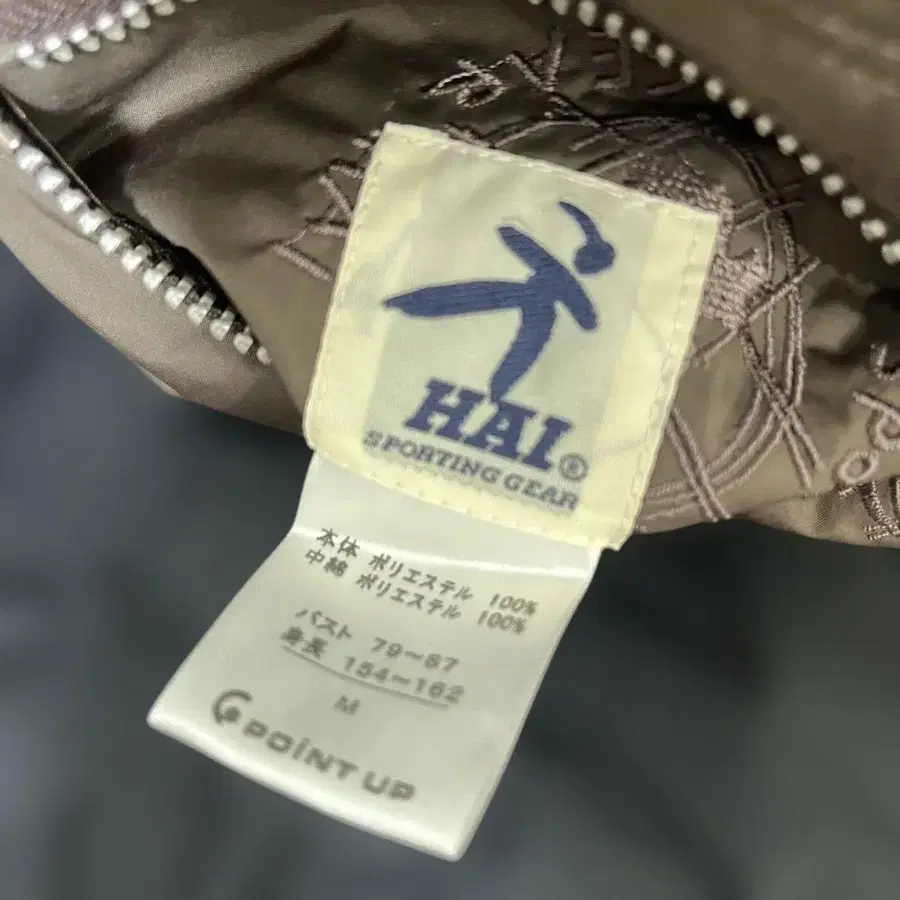 HAI®
SPORTING GEAR
本体 ポリエステル 100%
中綿 ポリエステル 100%
バスト 79～87
身長 154～162
M
POINT UP